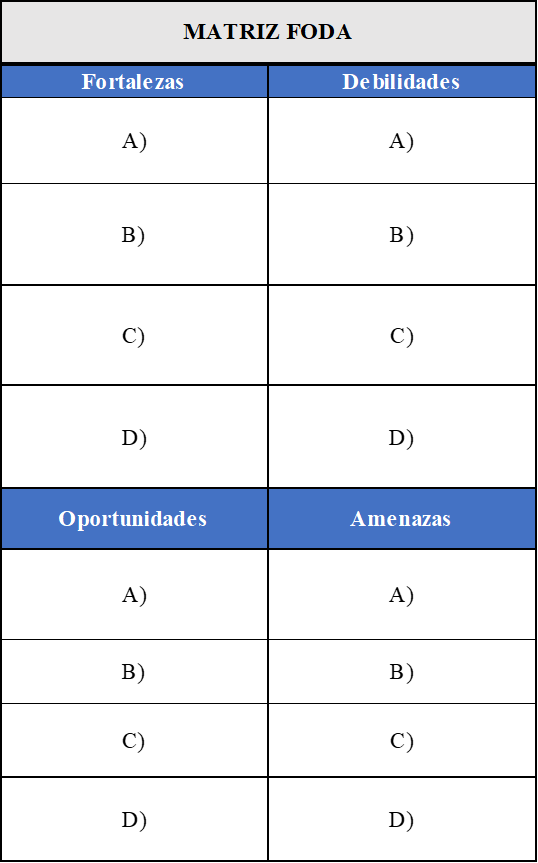 MATRIZ FODA
Fortalezas Debilidades
A) A)
B) B)
C) C)
D) D)
Oportunidades Amenazas
A) A)
B) B)
C) C)
D) D)